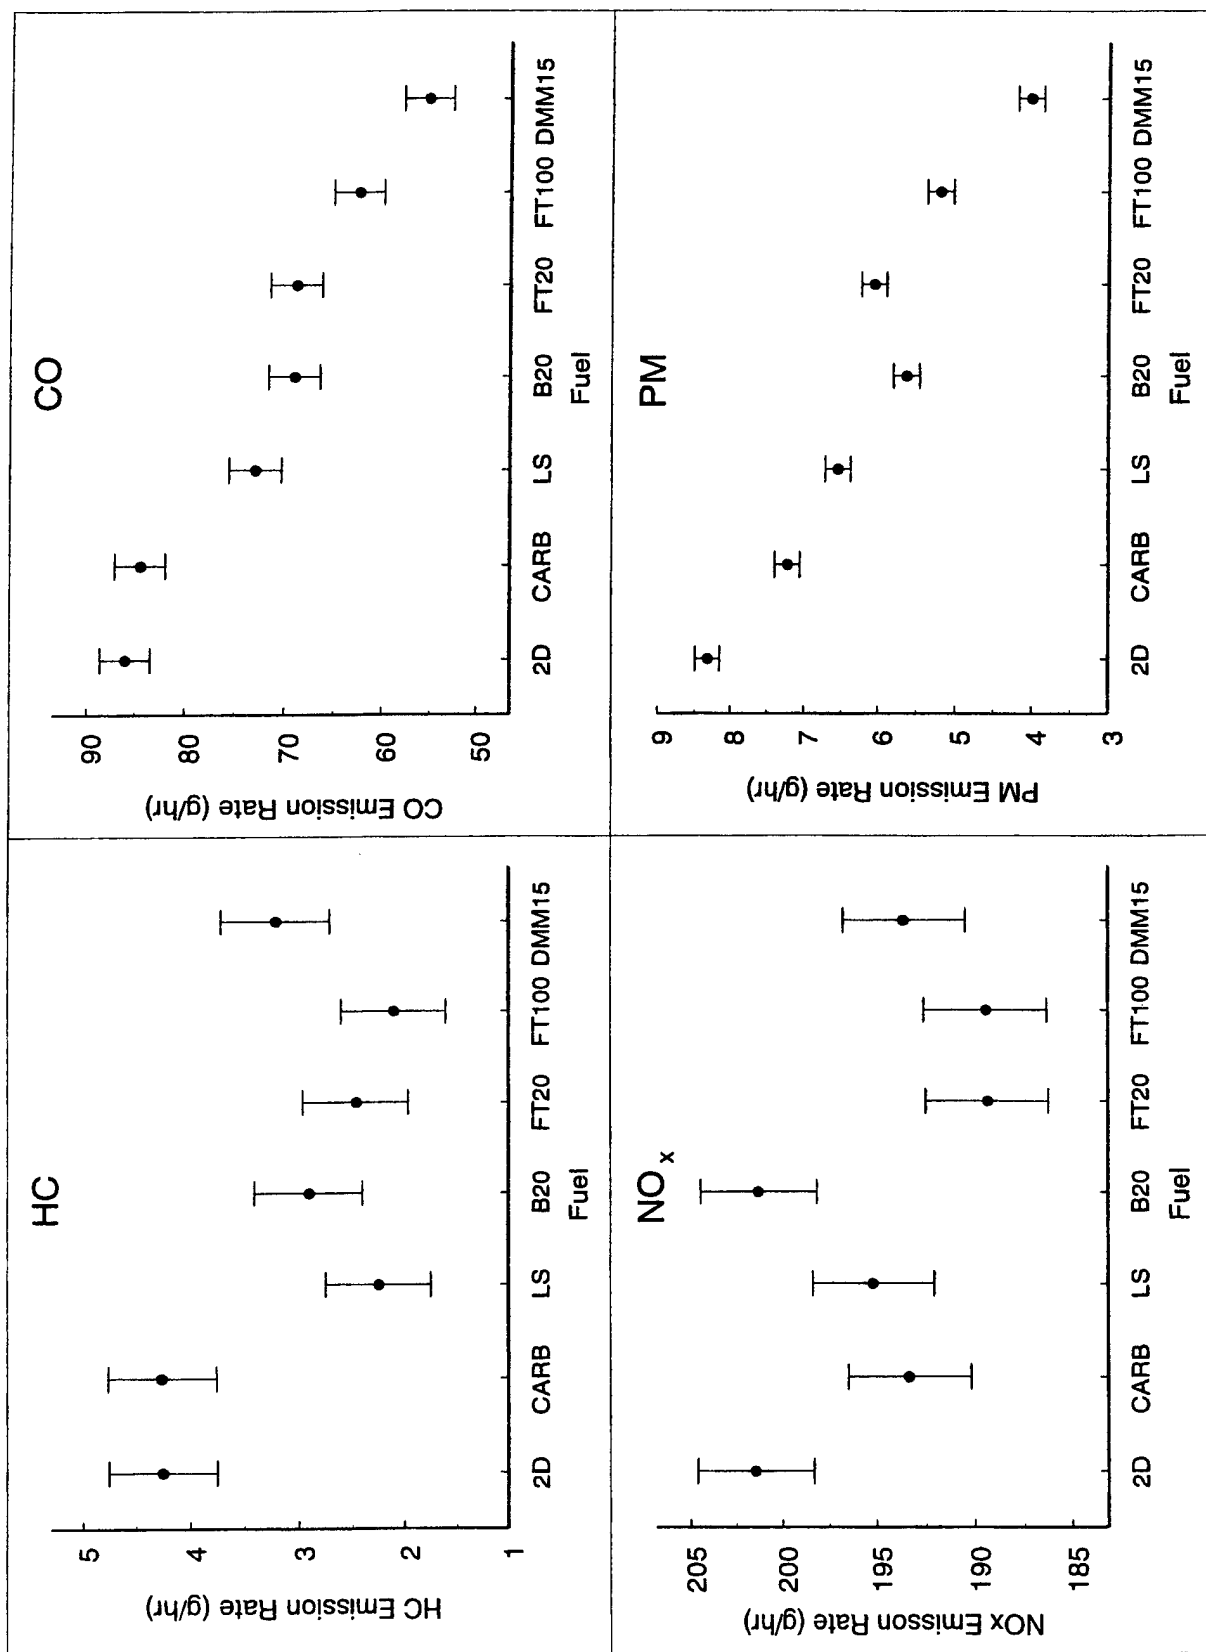 HC
HC Emission Rate (g/hr)
5
4
3
2
1
2D CARB LS B20 FT20 FT100 DMM15
Fuel
CO
CO Emission Rate (g/hr)
90
80
70
60
50
2D CARB LS B20 FT20 FT100 DMM15
Fuel
NOx
NOx Emisson Rate (g/hr)
205
200
195
190
185
2D CARB LS B20 FT20 FT100 DMM15
Fuel
PM
PM Emission Rate (g/hr)
9
8
7
6
5
4
3
2D CARB LS B20 FT20 FT100 DMM15
Fuel